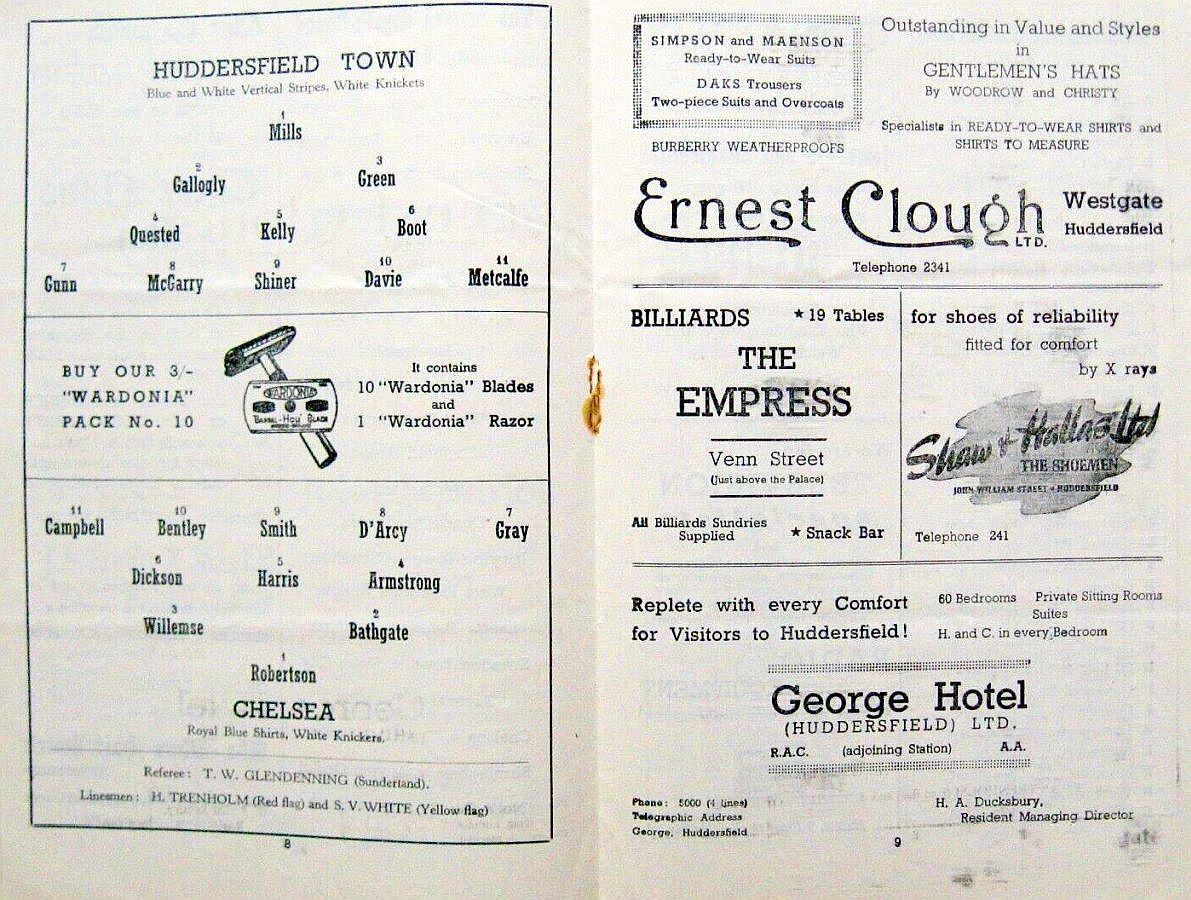 HUDDERSFIELD TOWN
Blue and White Vertical Stripes, White Knickets
1
Mills
2 3
Gallogly Green
4 5 6
Quested Kelly Boot
7 8 9 10 11
Gunn McGarry Shiner Davie Metcalfe
BUY OUR 3/-
"WARDONIA"
PACK No. 10
WARDONIA
"BARREL-HOLW" BLADE
It contains
10 "Wardonia" Blades
and
1 "Wardonia" Razor
11 10 9 8 7
Campbell Bentley Smith D'Arcy Gray
6 5 4
Dickson Harris Armstrong
3 2
Willemse Bathgate
1
Robertson
CHELSEA
Royal Blue Shirts, White Knickers.
Referee: T. W. GLENDENNING (Sunderland).
Linesmen: H. TRENHOLM (Red flag) and S. V. WHITE (Yellow flag)
8
SIMPSON and MAENSON
Ready-to-Wear Suits
DAKS Trousers
Two-piece Suits and Overcoats
BURBERRY WEATHERPROOFS
Outstanding in Value and Styles
in
GENTLEMEN'S HATS
By WOODROW and CHRISTY
Specialists in READY-TO-WEAR SHIRTS and
SHIRTS TO MEASURE
Ernest Clough LTD.
Westgate
Huddersfield
Telephone 2341
BILLIARDS ★ 19 Tables
THE
EMPRESS
Venn Street
(Just above the Palace)
All Billiards Sundries
Supplied
★ Snack Bar
for shoes of reliability
fitted for comfort
by X rays
Shaw & Hallas Ltd
THE SHOEMEN
JOHN WILLIAM STREET - HUDDERSFIELD
Telephone 241
Replete with every Comfort
for Visitors to Huddersfield!
60 Bedrooms Private Sitting Rooms
Suites
H. and C. in every Bedroom
George Hotel
(HUDDERSFIELD) LTD.
R.A.C. (adjoining Station) A.A.
Phone: 5000 (4 lines)
Telegraphic Address
George, Huddersfield
H. A. Ducksbury,
Resident Managing Director
9